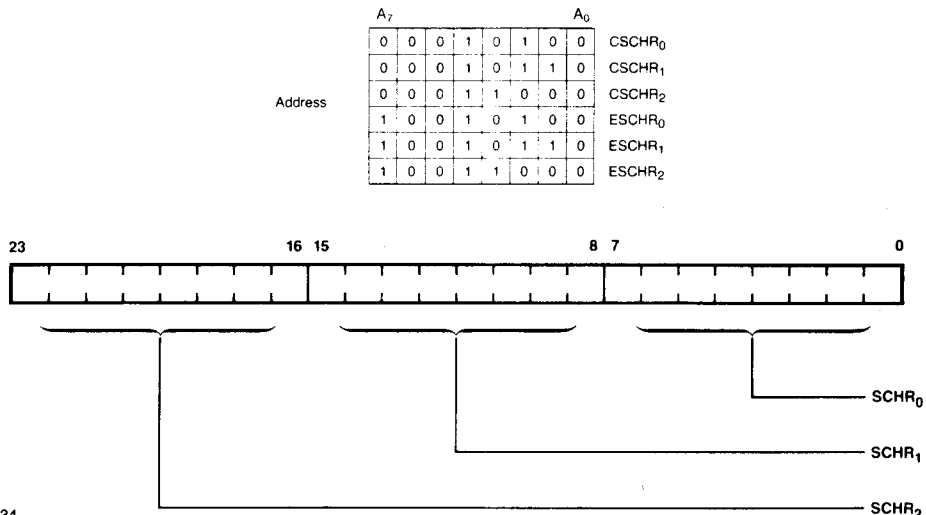 A7 A0
0 0 0 1 0 1 0 0 CSCHR0
0 0 0 1 0 1 1 0 CSCHR1
0 0 0 1 1 0 0 0 CSCHR2
Address
1 0 0 1 0 1 0 0 ESCHR0
1 0 0 1 0 1 1 0 ESCHR1
1 0 0 1 1 0 0 0 ESCHR2
23 16 15 8 7 0
SCHR0
SCHR1
34
SCHR2